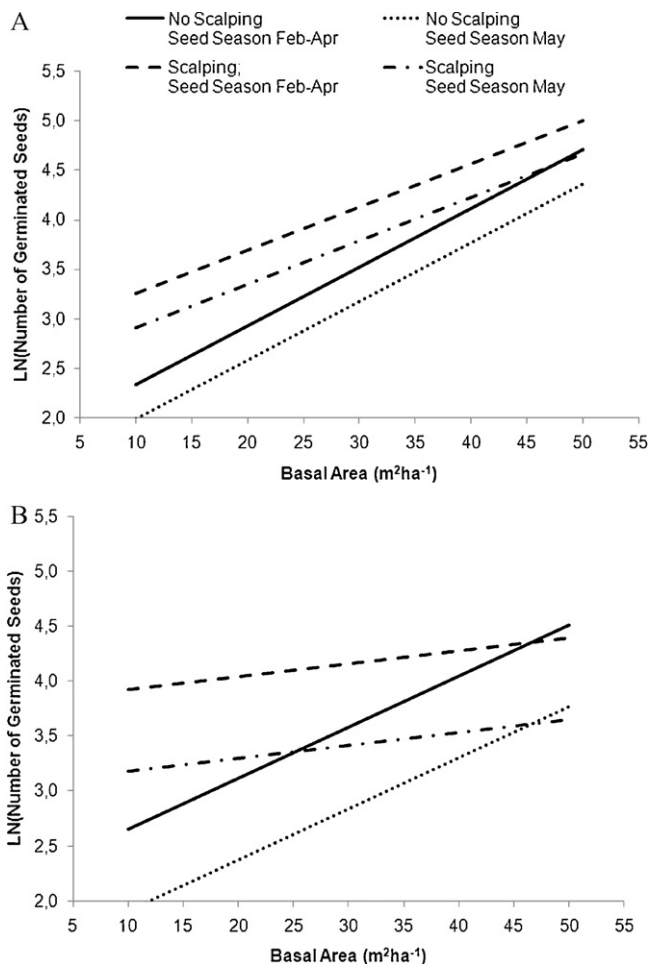 A
No Scalping
Seed Season Feb-Apr
No Scalping
Seed Season May
Scalping;
Seed Season Feb-Apr
Scalping
Seed Season May
5,5
5,0
4,5
4,0
3,5
3,0
2,5
2,0
LN(Number of Germinated Seeds)
5 10 15 20 25 30 35 40 45 50 55
Basal Area (m²ha⁻¹)
B
5,5
5,0
4,5
4,0
3,5
3,0
2,5
2,0
LN(Number of Germinated Seeds)
5 10 15 20 25 30 35 40 45 50 55
Basal Area (m²ha⁻¹)